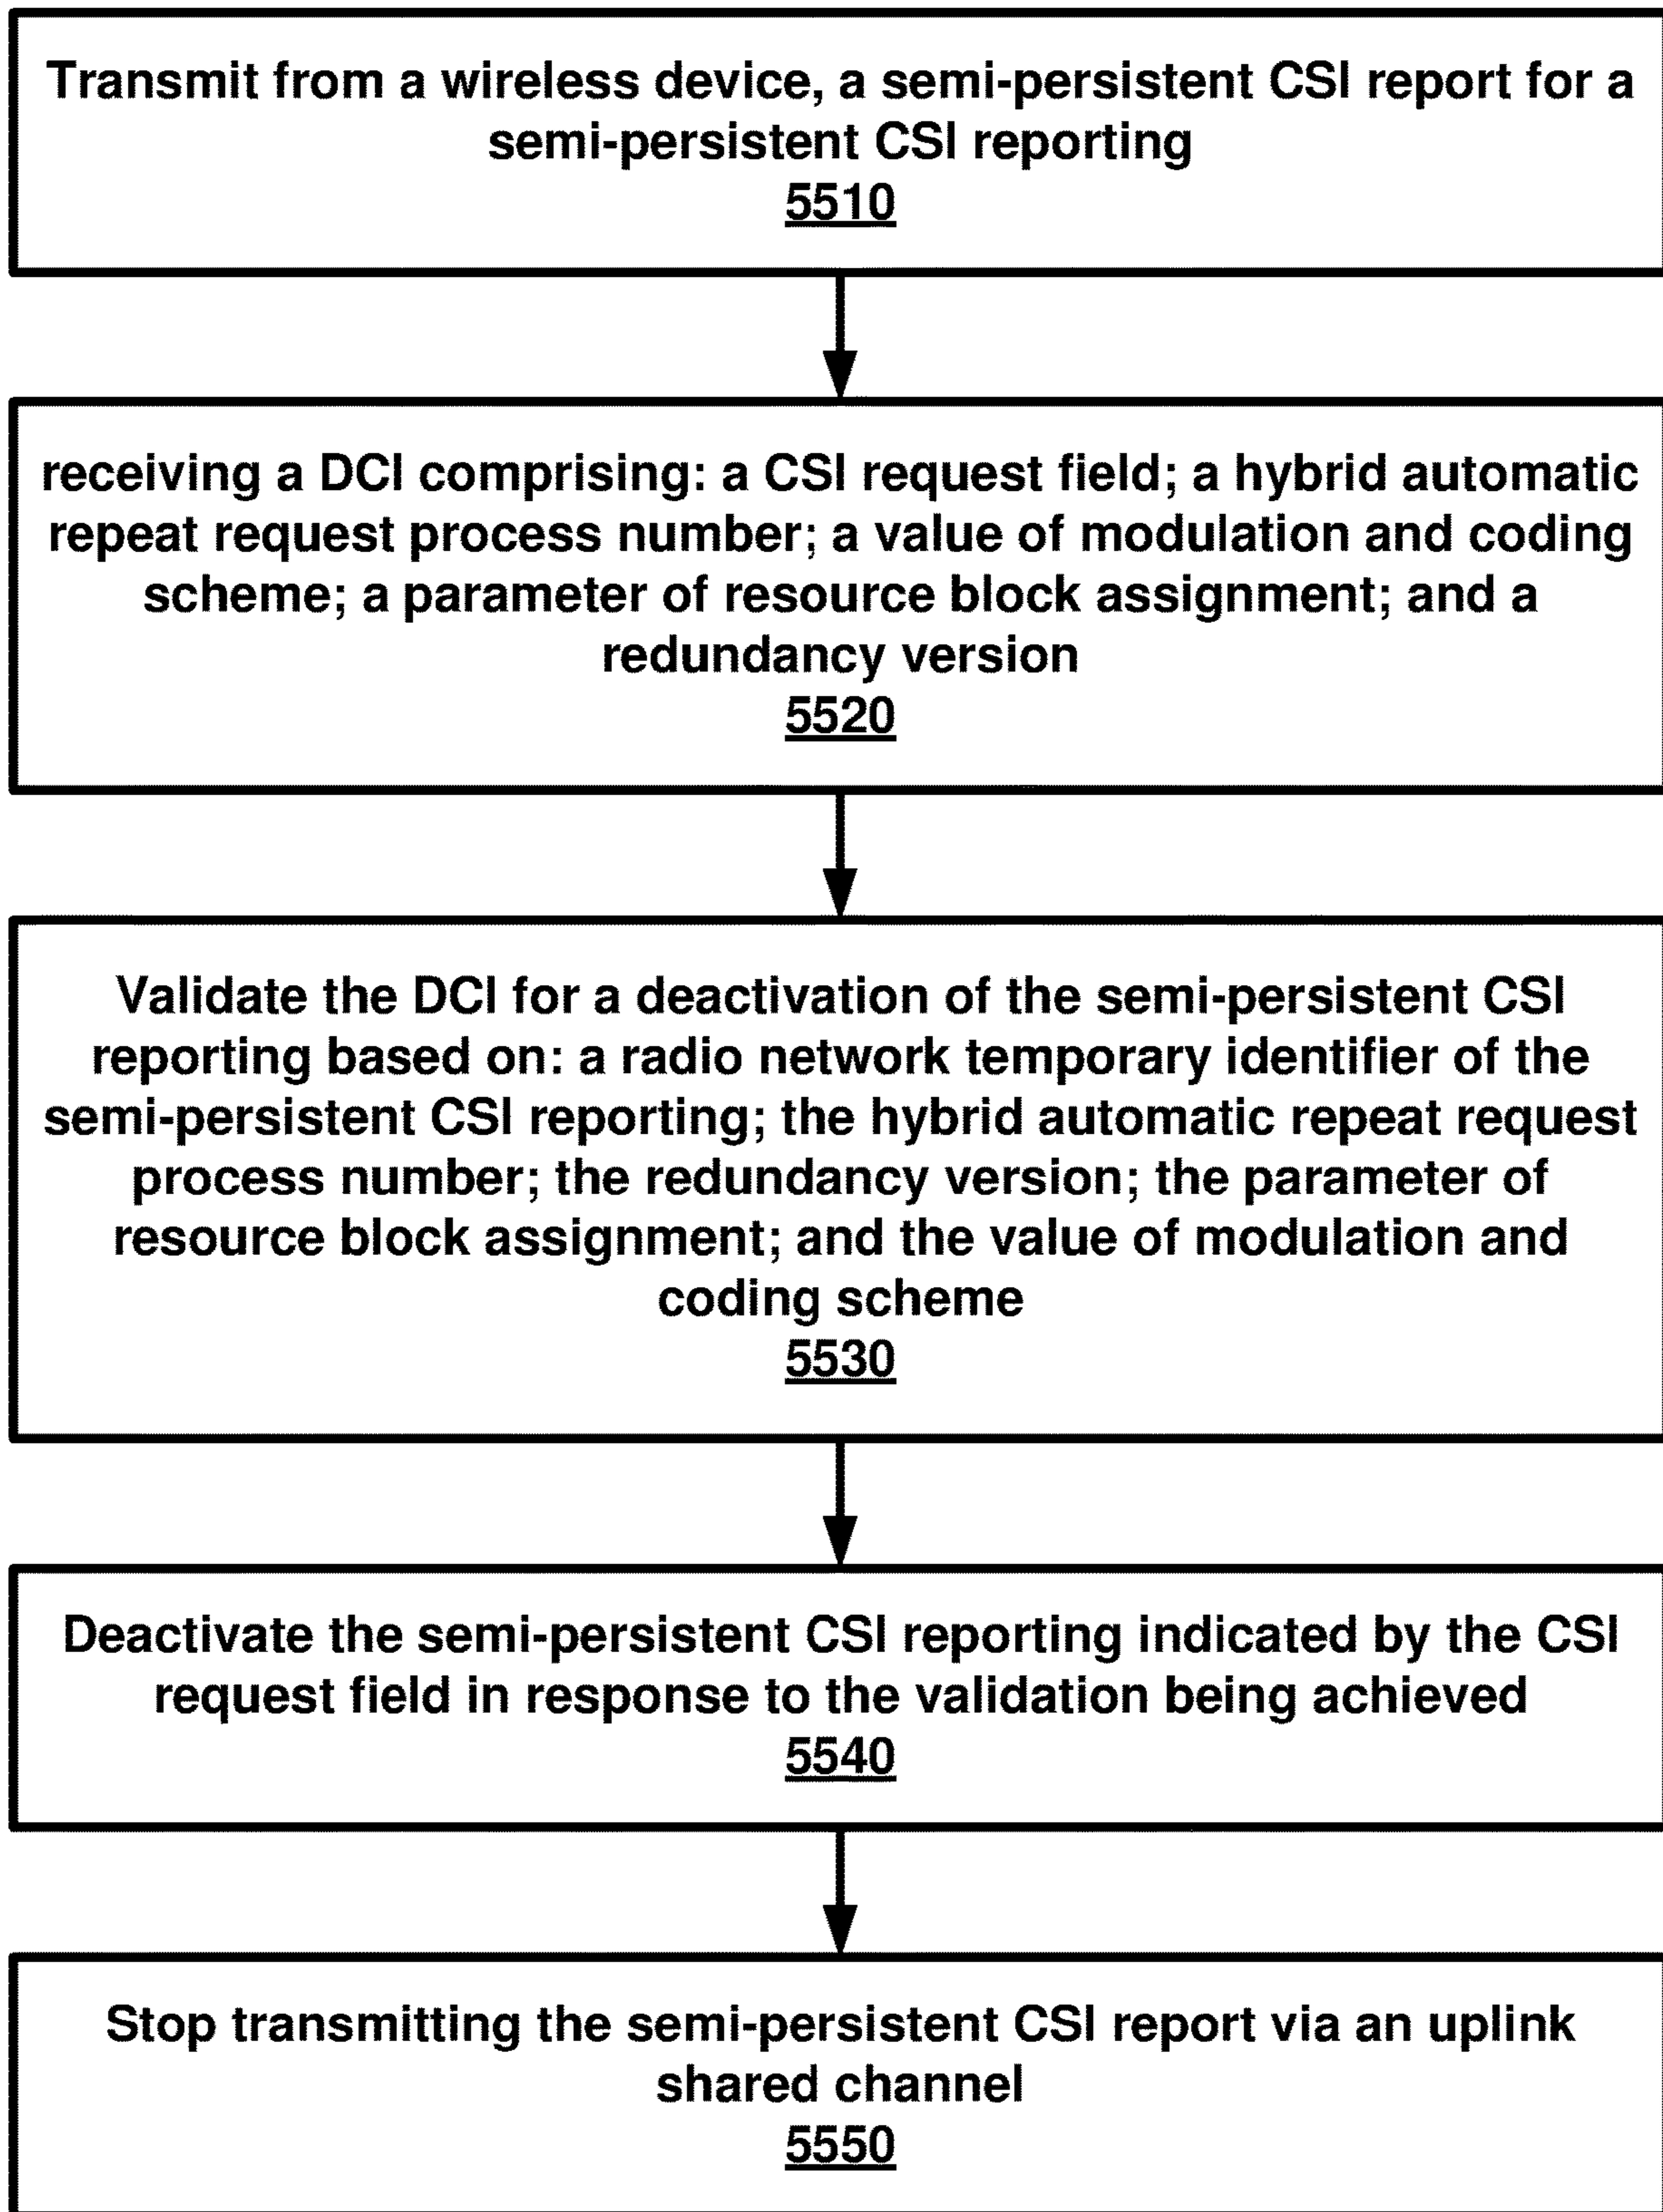 Transmit from a wireless device, a semi-persistent CSI report for a
semi-persistent CSI reporting
5510
receiving a DCI comprising: a CSI request field; a hybrid automatic
repeat request process number; a value of modulation and coding
scheme; a parameter of resource block assignment; and a
redundancy version
5520
Validate the DCI for a deactivation of the semi-persistent CSI
reporting based on: a radio network temporary identifier of the
semi-persistent CSI reporting; the hybrid automatic repeat request
process number; the redundancy version; the parameter of
resource block assignment; and the value of modulation and
coding scheme
5530
Deactivate the semi-persistent CSI reporting indicated by the CSI
request field in response to the validation being achieved
5540
Stop transmitting the semi-persistent CSI report via an uplink
shared channel
5550